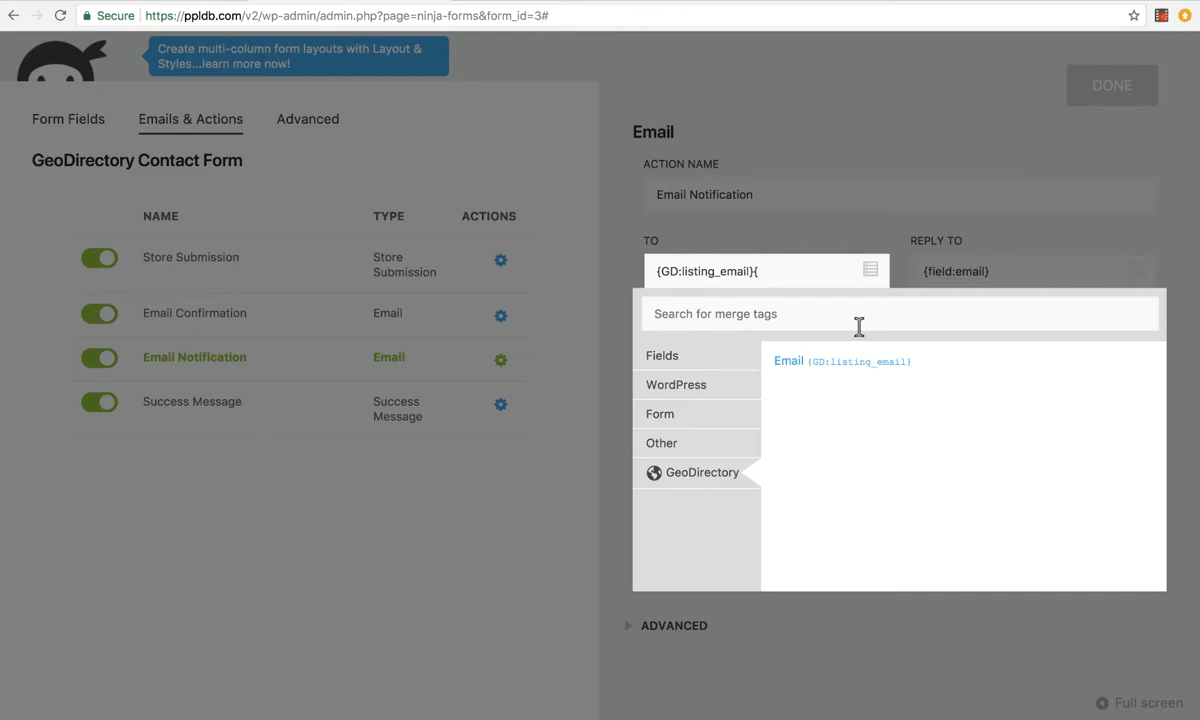 Secure https://ppldb.com/v2/wp-admin/admin.php?page=ninja-forms&form_id=3#
Create multi-column form layouts with Layout &
Styles...learn more now!
DONE
Form Fields Emails & Actions Advanced
GeoDirectory Contact Form
NAME TYPE ACTIONS
Store Submission Store
Submission
Email Confirmation Email
Email Notification Email
Success Message Success
Message
Email
ACTION NAME
Email Notification
TO REPLY TO
{GD:listing_email}{ {field:email}
Search for merge tags
Fields
WordPress
Form
Other
GeoDirectory
Email {GD:listing_email}
ADVANCED
Full screen